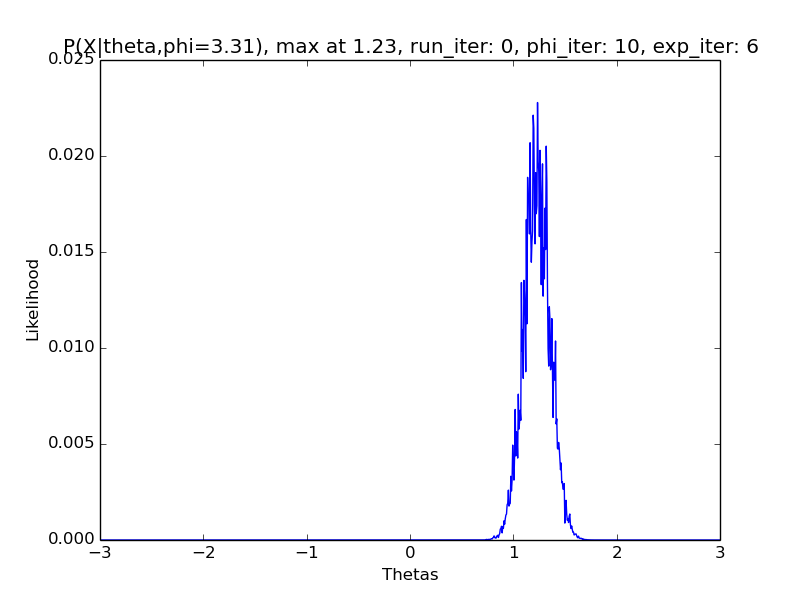 P(X|theta,phi=3.31), max at 1.23, run_iter: 0, phi_iter: 10, exp_iter: 6
0.025
0.020
0.015
0.010
0.005
0.000
Likelihood
−3 −2 −1 0 1 2 3
Thetas